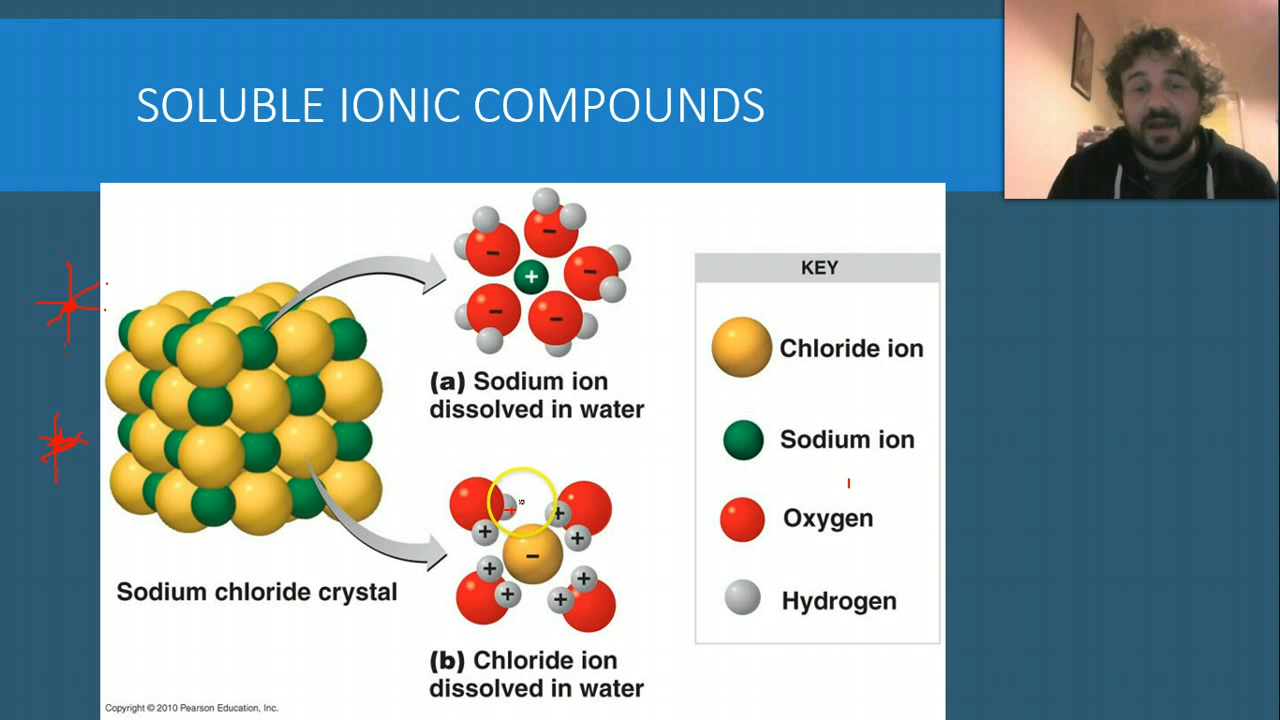 SOLUBLE IONIC COMPOUNDS
(a) Sodium ion
dissolved in water
Sodium chloride crystal
(b) Chloride ion
dissolved in water
KEY
Chloride ion
Sodium ion
Oxygen
Hydrogen
Copyright © 2010 Pearson Education, Inc.